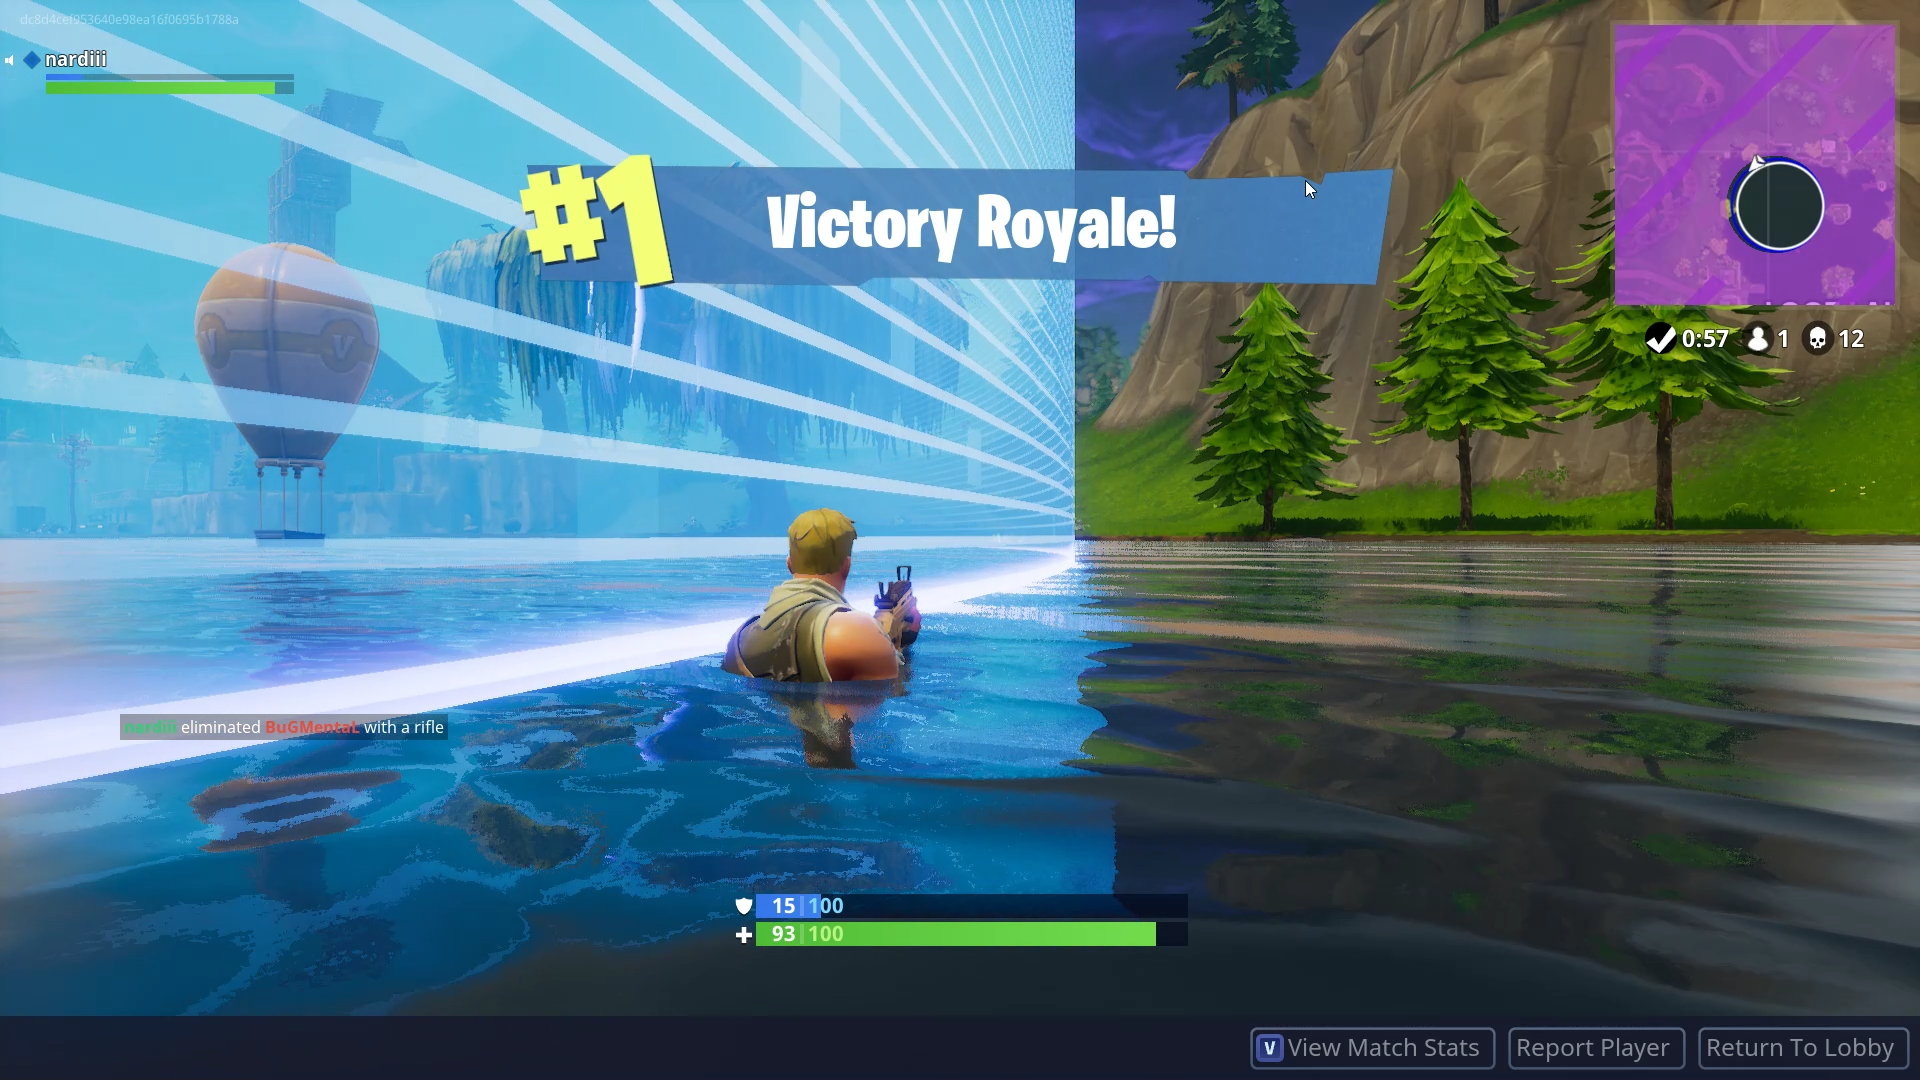 dc8d4cef953640e98ea16f0695b1788a
nardiii
#1 Victory Royale!
0:57 1 12
nardiii eliminated BuGMentaL with a rifle
15 | 100
93 | 100
V View Match Stats Report Player Return To Lobby